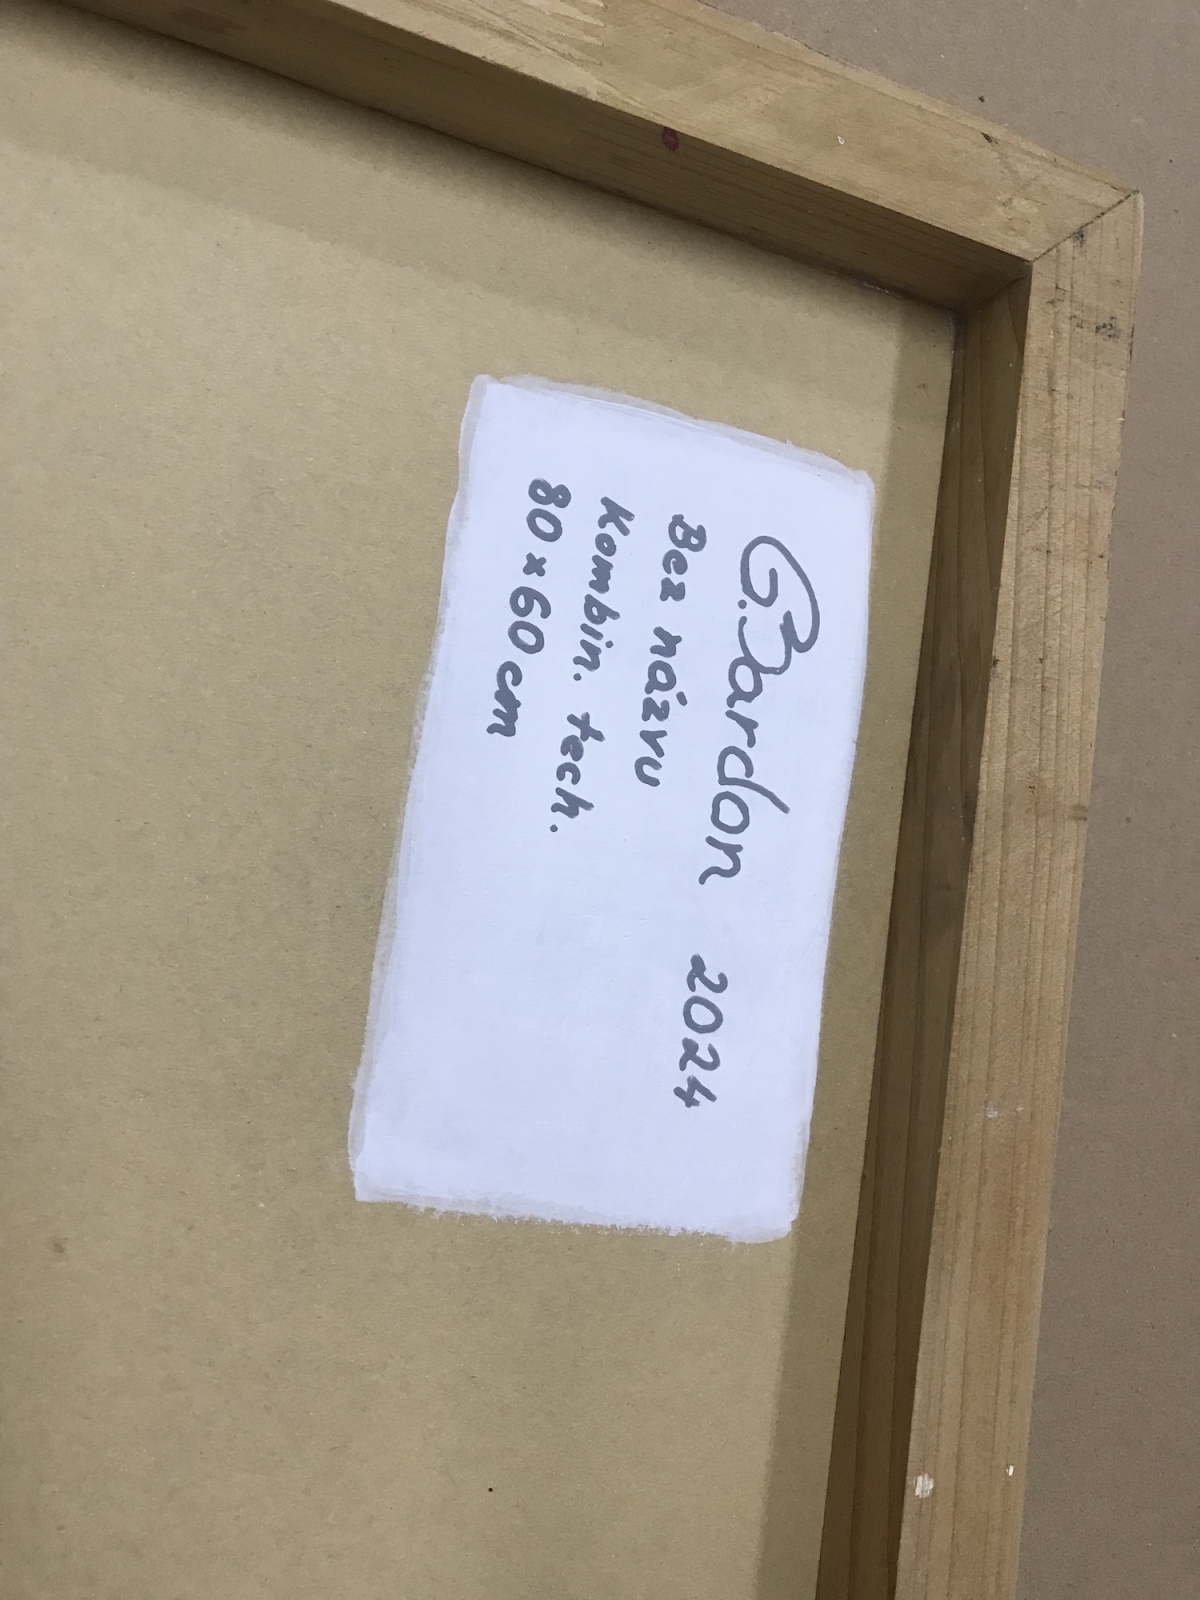 G. Bardon 2024
Bez názvu
Kombin. tech.
80 x 60 cm